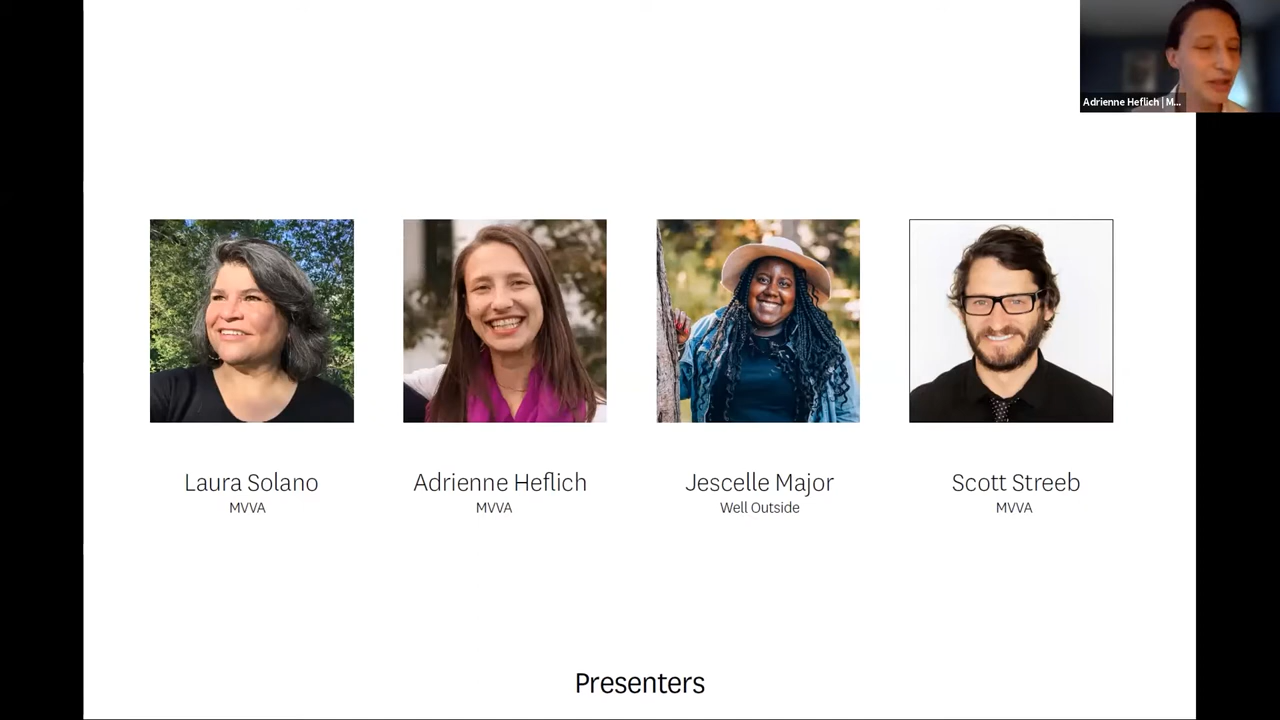 Adrienne Heflich | M...
Laura Solano
MVVA
Adrienne Heflich
MVVA
Jescelle Major
Well Outside
Scott Streeb
MVVA
Presenters